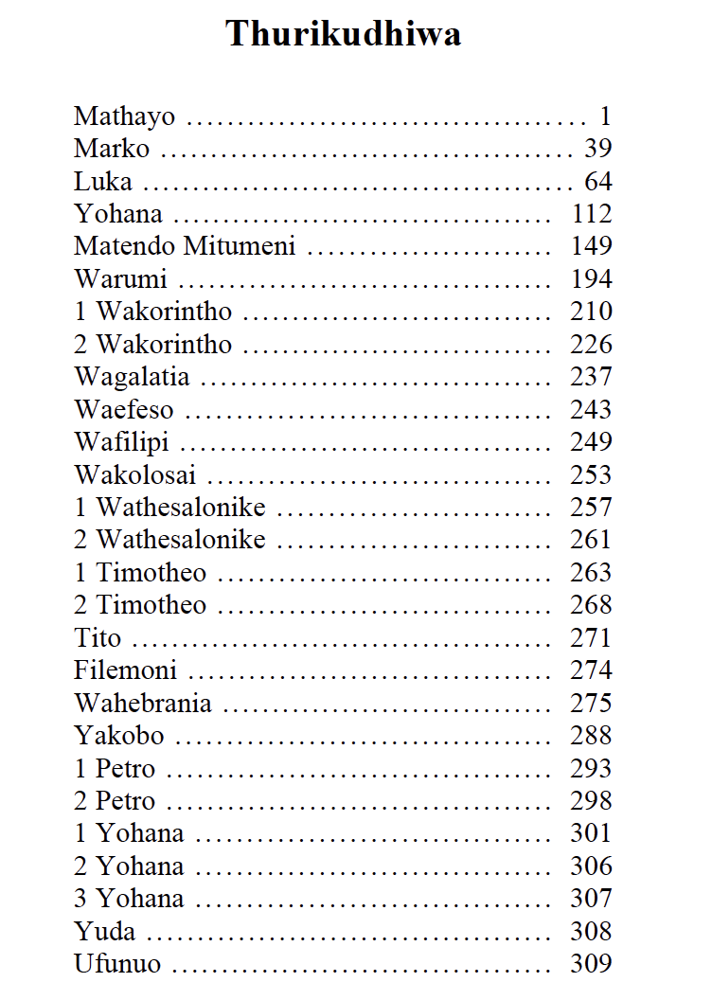 Thurikudhiwa
Mathayo ........................................ 1
Marko ......................................... 39
Luka ........................................... 64
Yohana ...................................... 112
Matendo Mitumeni ........................ 149
Warumi ..................................... 194
1 Wakorintho ............................... 210
2 Wakorintho ............................... 226
Wagalatia ................................... 237
Waefeso ..................................... 243
Wafilipi ..................................... 249
Wakolosai .................................. 253
1 Wathesalonike ........................... 257
2 Wathesalonike ........................... 261
1 Timotheo ................................. 263
2 Timotheo ................................. 268
Tito .......................................... 271
Filemoni .................................... 274
Wahebrania ................................. 275
Yakobo ...................................... 288
1 Petro ...................................... 293
2 Petro ...................................... 298
1 Yohana .................................... 301
2 Yohana .................................... 306
3 Yohana .................................... 307
Yuda ......................................... 308
Ufunuo ...................................... 309